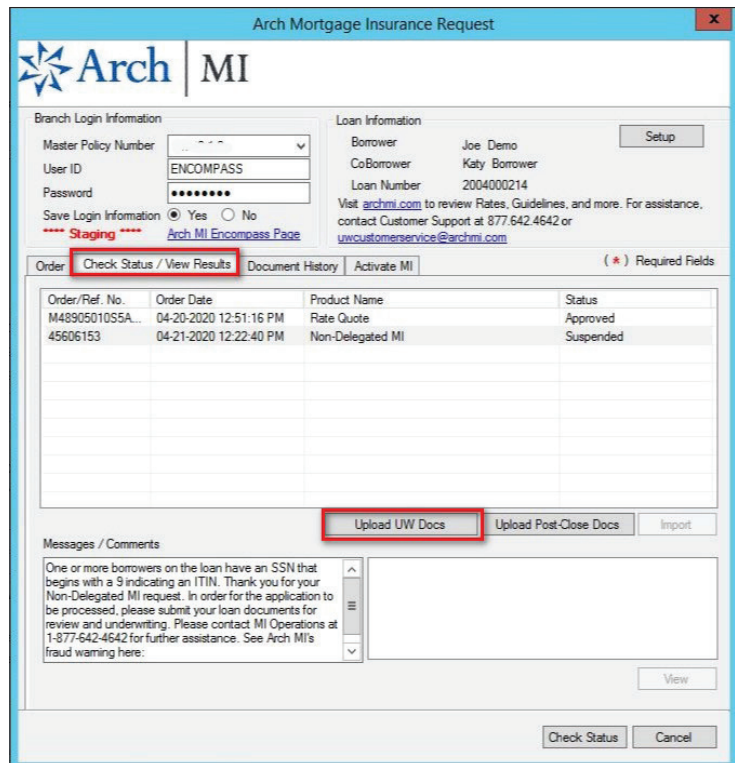 Arch Mortgage Insurance Request
x
Arch | MI
Branch Login Information
Master Policy Number
User ID ENCOMPASS
Password ••••••••
Save Login Information Yes No
**** Staging **** Arch MI Encompass Page
Loan Information
Setup
Borrower Joe Demo
CoBorrower Katy Borrower
Loan Number 2004000214
Visit archmi.com to review Rates, Guidelines, and more. For assistance,
contact Customer Support at 877.642.4642 or
uwcustomerservice@archmi.com
Order Check Status / View Results Document History Activate MI (*) Required Fields
Order/Ref. No. Order Date Product Name Status
M48905010S5A... 04-20-2020 12:51:16 PM Rate Quote Approved
45606153 04-21-2020 12:22:40 PM Non-Delegated MI Suspended
Upload UW Docs Upload Post-Close Docs Import
Messages / Comments
One or more borrowers on the loan have an SSN that
begins with a 9 indicating an ITIN. Thank you for your
Non-Delegated MI request. In order for the application to
be processed, please submit your loan documents for
review and underwriting. Please contact MI Operations at
1-877-642-4642 for further assistance. See Arch MI's
fraud warning here:
View
Check Status Cancel